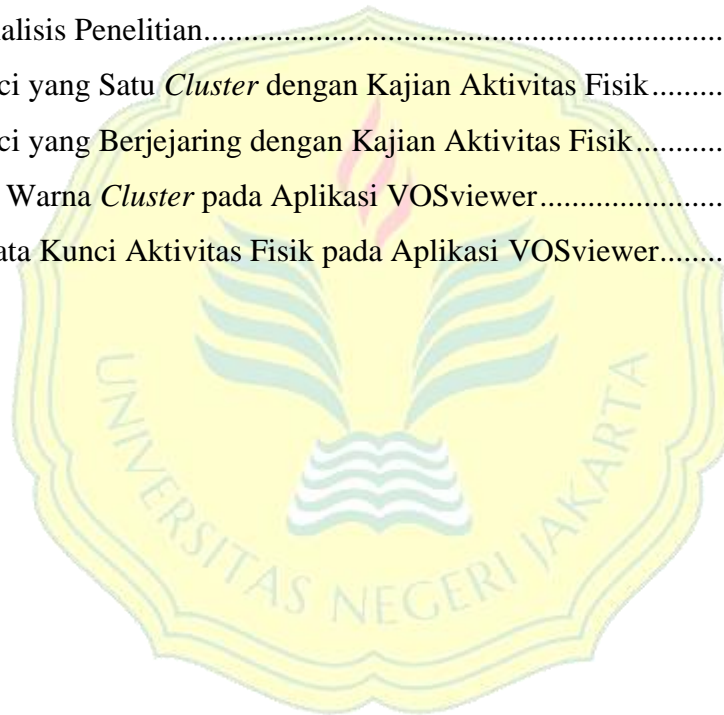 alisis Penelitian........................................................................
ci yang Satu Cluster dengan Kajian Aktivitas Fisik.........
ci yang Berjejaring dengan Kajian Aktivitas Fisik...........
Warna Cluster pada Aplikasi VOSviewer.......................
ata Kunci Aktivitas Fisik pada Aplikasi VOSviewer........
UNIVERSITAS NEGERI JAKARTA